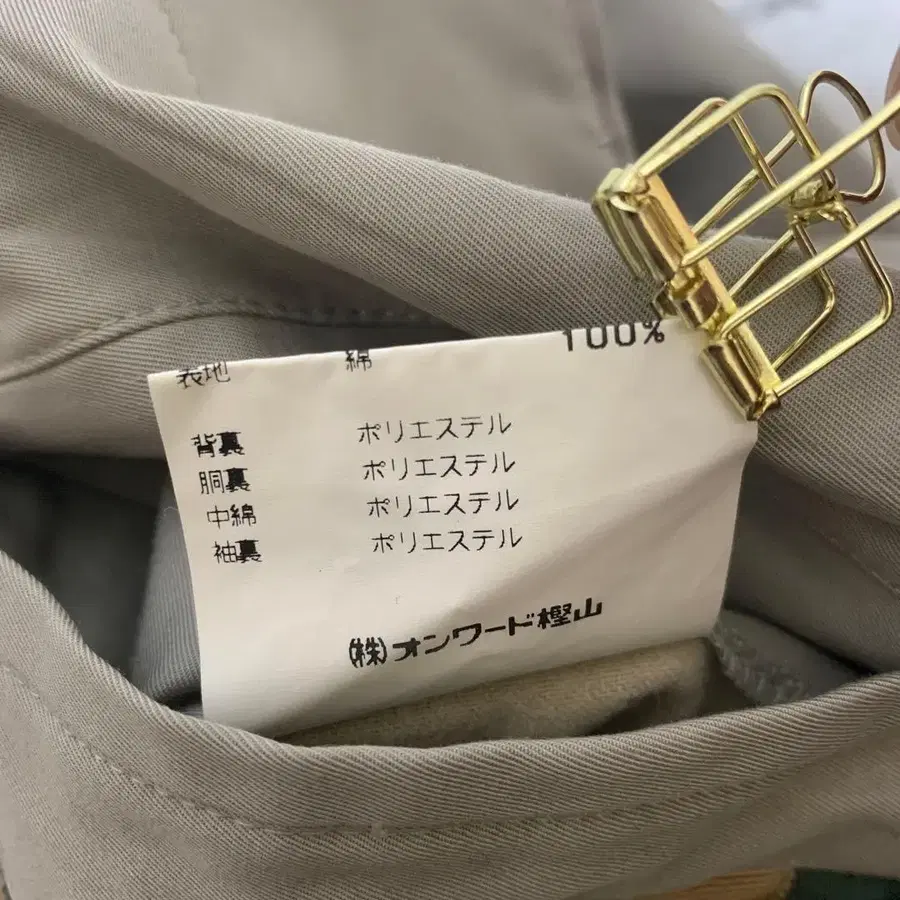 表地 綿 100%
背裏 ポリエステル
胴裏 ポリエステル
中綿 ポリエステル
袖裏 ポリエステル
㈱オンワード樫山